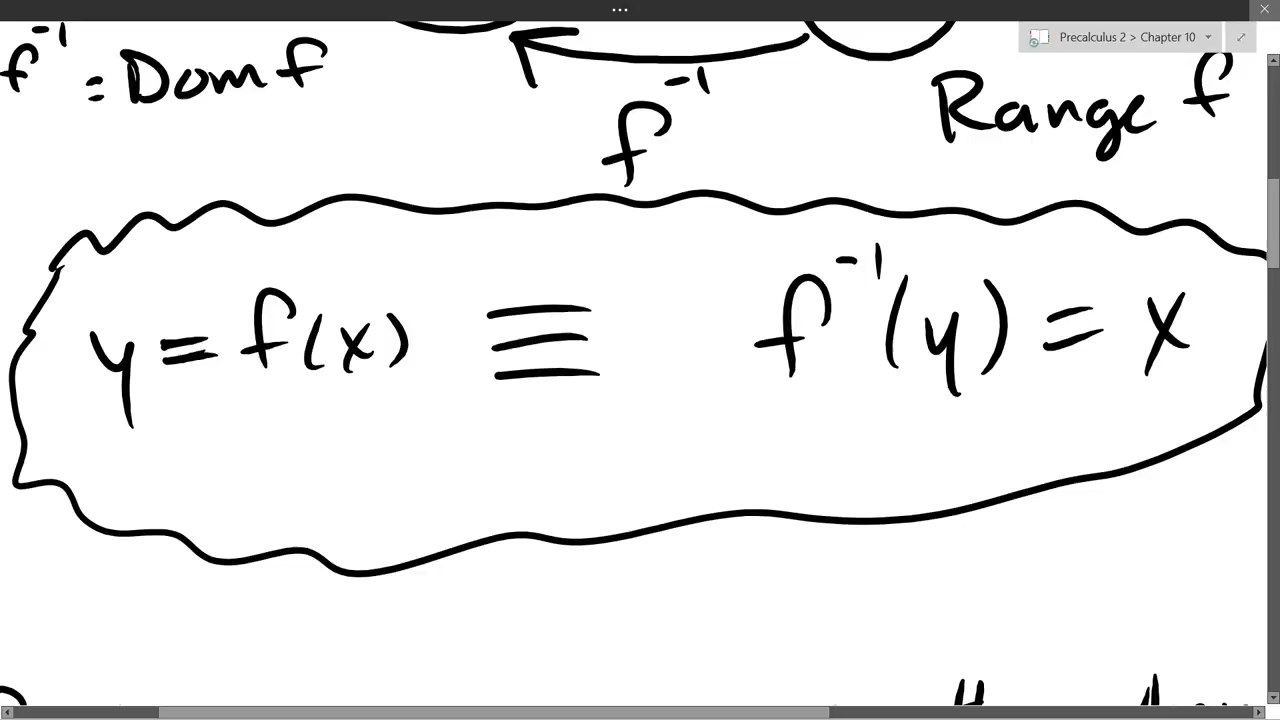 Precalculus 2 > Chapter 10
f⁻¹ = Dom f
f⁻¹
Range f
y = f(x) ≡ f⁻¹(y) = x